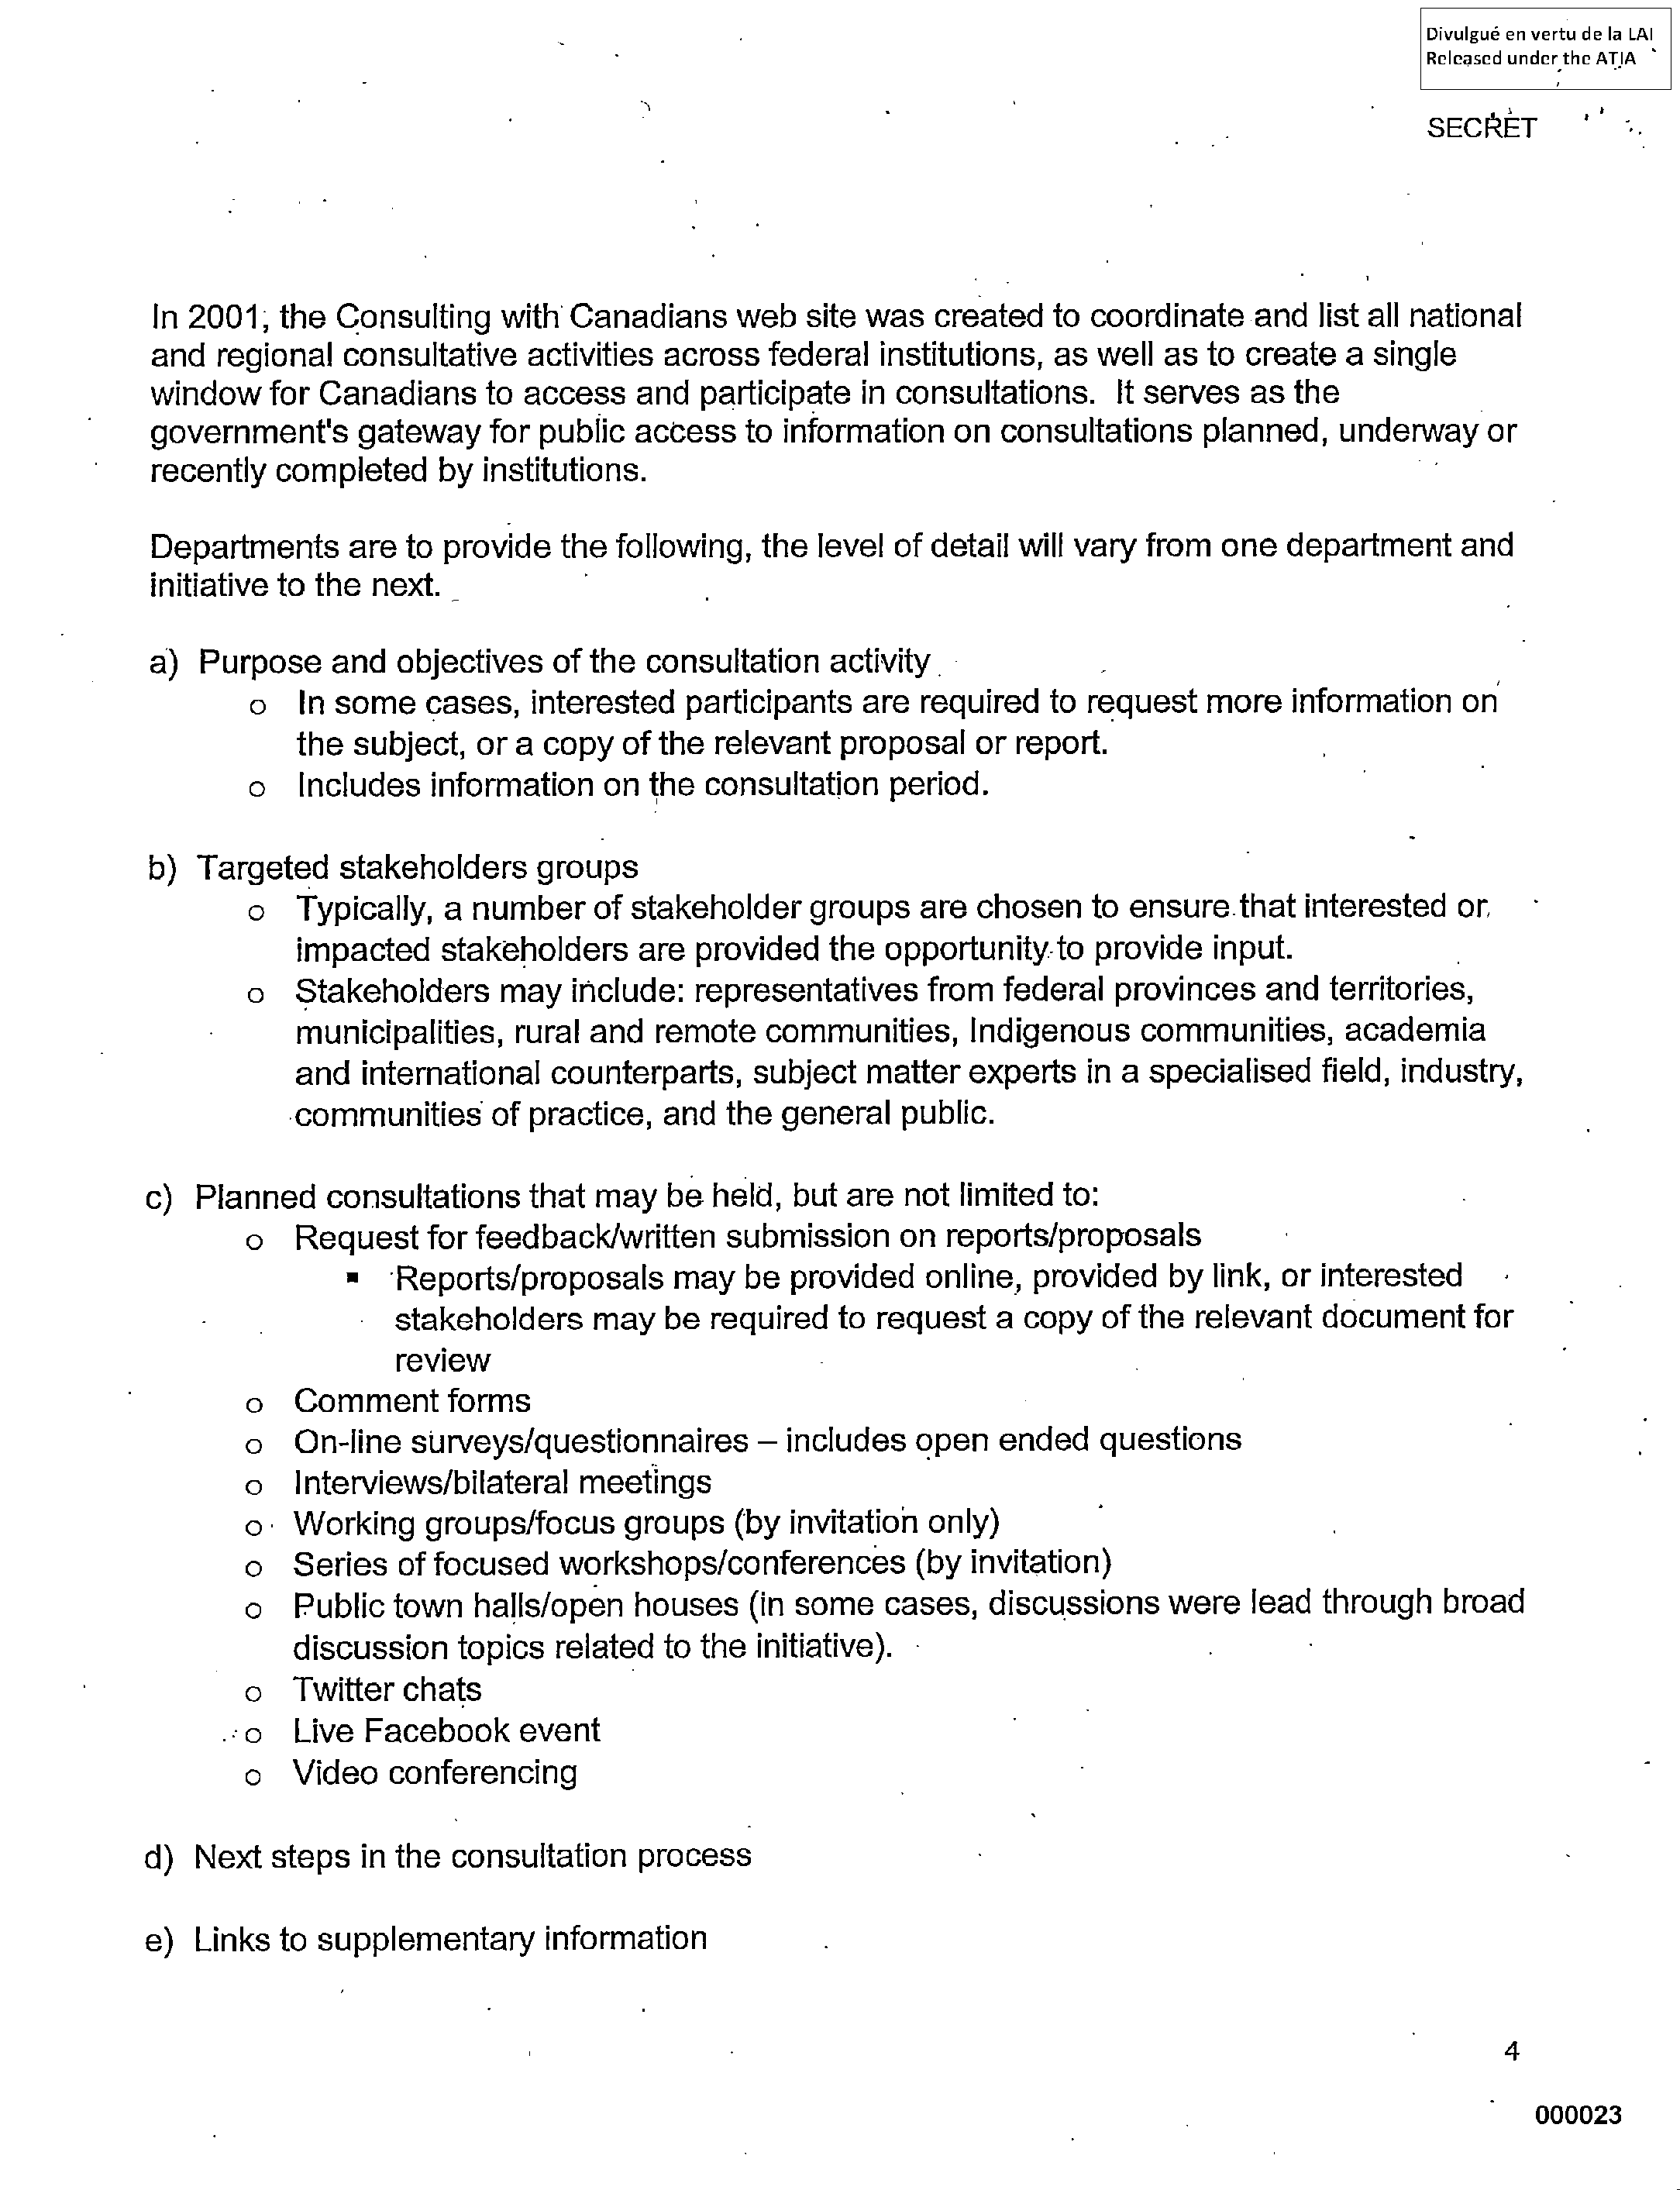 Divulgué en vertu de la LAI
Released under the ATIA
SECRET
In 2001, the Consulting with Canadians web site was created to coordinate and list all national
and regional consultative activities across federal institutions, as well as to create a single
window for Canadians to access and participate in consultations. It serves as the
government's gateway for public access to information on consultations planned, underway or
recently completed by institutions.
Departments are to provide the following, the level of detail will vary from one department and
initiative to the next.
a) Purpose and objectives of the consultation activity
o In some cases, interested participants are required to request more information on
the subject, or a copy of the relevant proposal or report.
o Includes information on the consultation period.
b) Targeted stakeholders groups
o Typically, a number of stakeholder groups are chosen to ensure that interested or
impacted stakeholders are provided the opportunity to provide input.
o Stakeholders may include: representatives from federal provinces and territories,
municipalities, rural and remote communities, Indigenous communities, academia
and international counterparts, subject matter experts in a specialised field, industry,
communities of practice, and the general public.
c) Planned consultations that may be held, but are not limited to:
o Request for feedback/written submission on reports/proposals
▪ Reports/proposals may be provided online, provided by link, or interested
stakeholders may be required to request a copy of the relevant document for
review
o Comment forms
o On-line surveys/questionnaires – includes open ended questions
o Interviews/bilateral meetings
o Working groups/focus groups (by invitation only)
o Series of focused workshops/conferences (by invitation)
o Public town halls/open houses (in some cases, discussions were lead through broad
discussion topics related to the initiative).
o Twitter chats
o Live Facebook event
o Video conferencing
d) Next steps in the consultation process
e) Links to supplementary information
4
000023